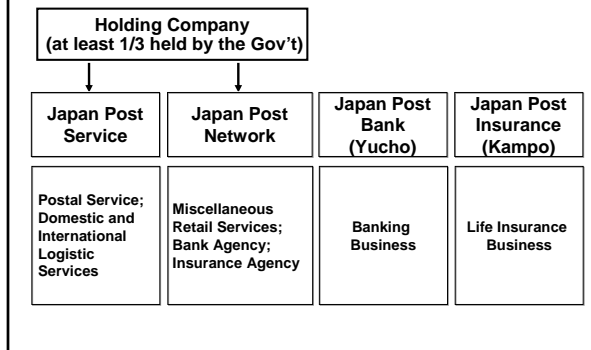 Holding Company
(at least 1/3 held by the Gov't)
Japan Post
Service
Japan Post
Network
Japan Post
Bank
(Yucho)
Japan Post
Insurance
(Kampo)
Postal Service;
Domestic and
International
Logistic
Services
Miscellaneous
Retail Services;
Bank Agency;
Insurance Agency
Banking
Business
Life Insurance
Business